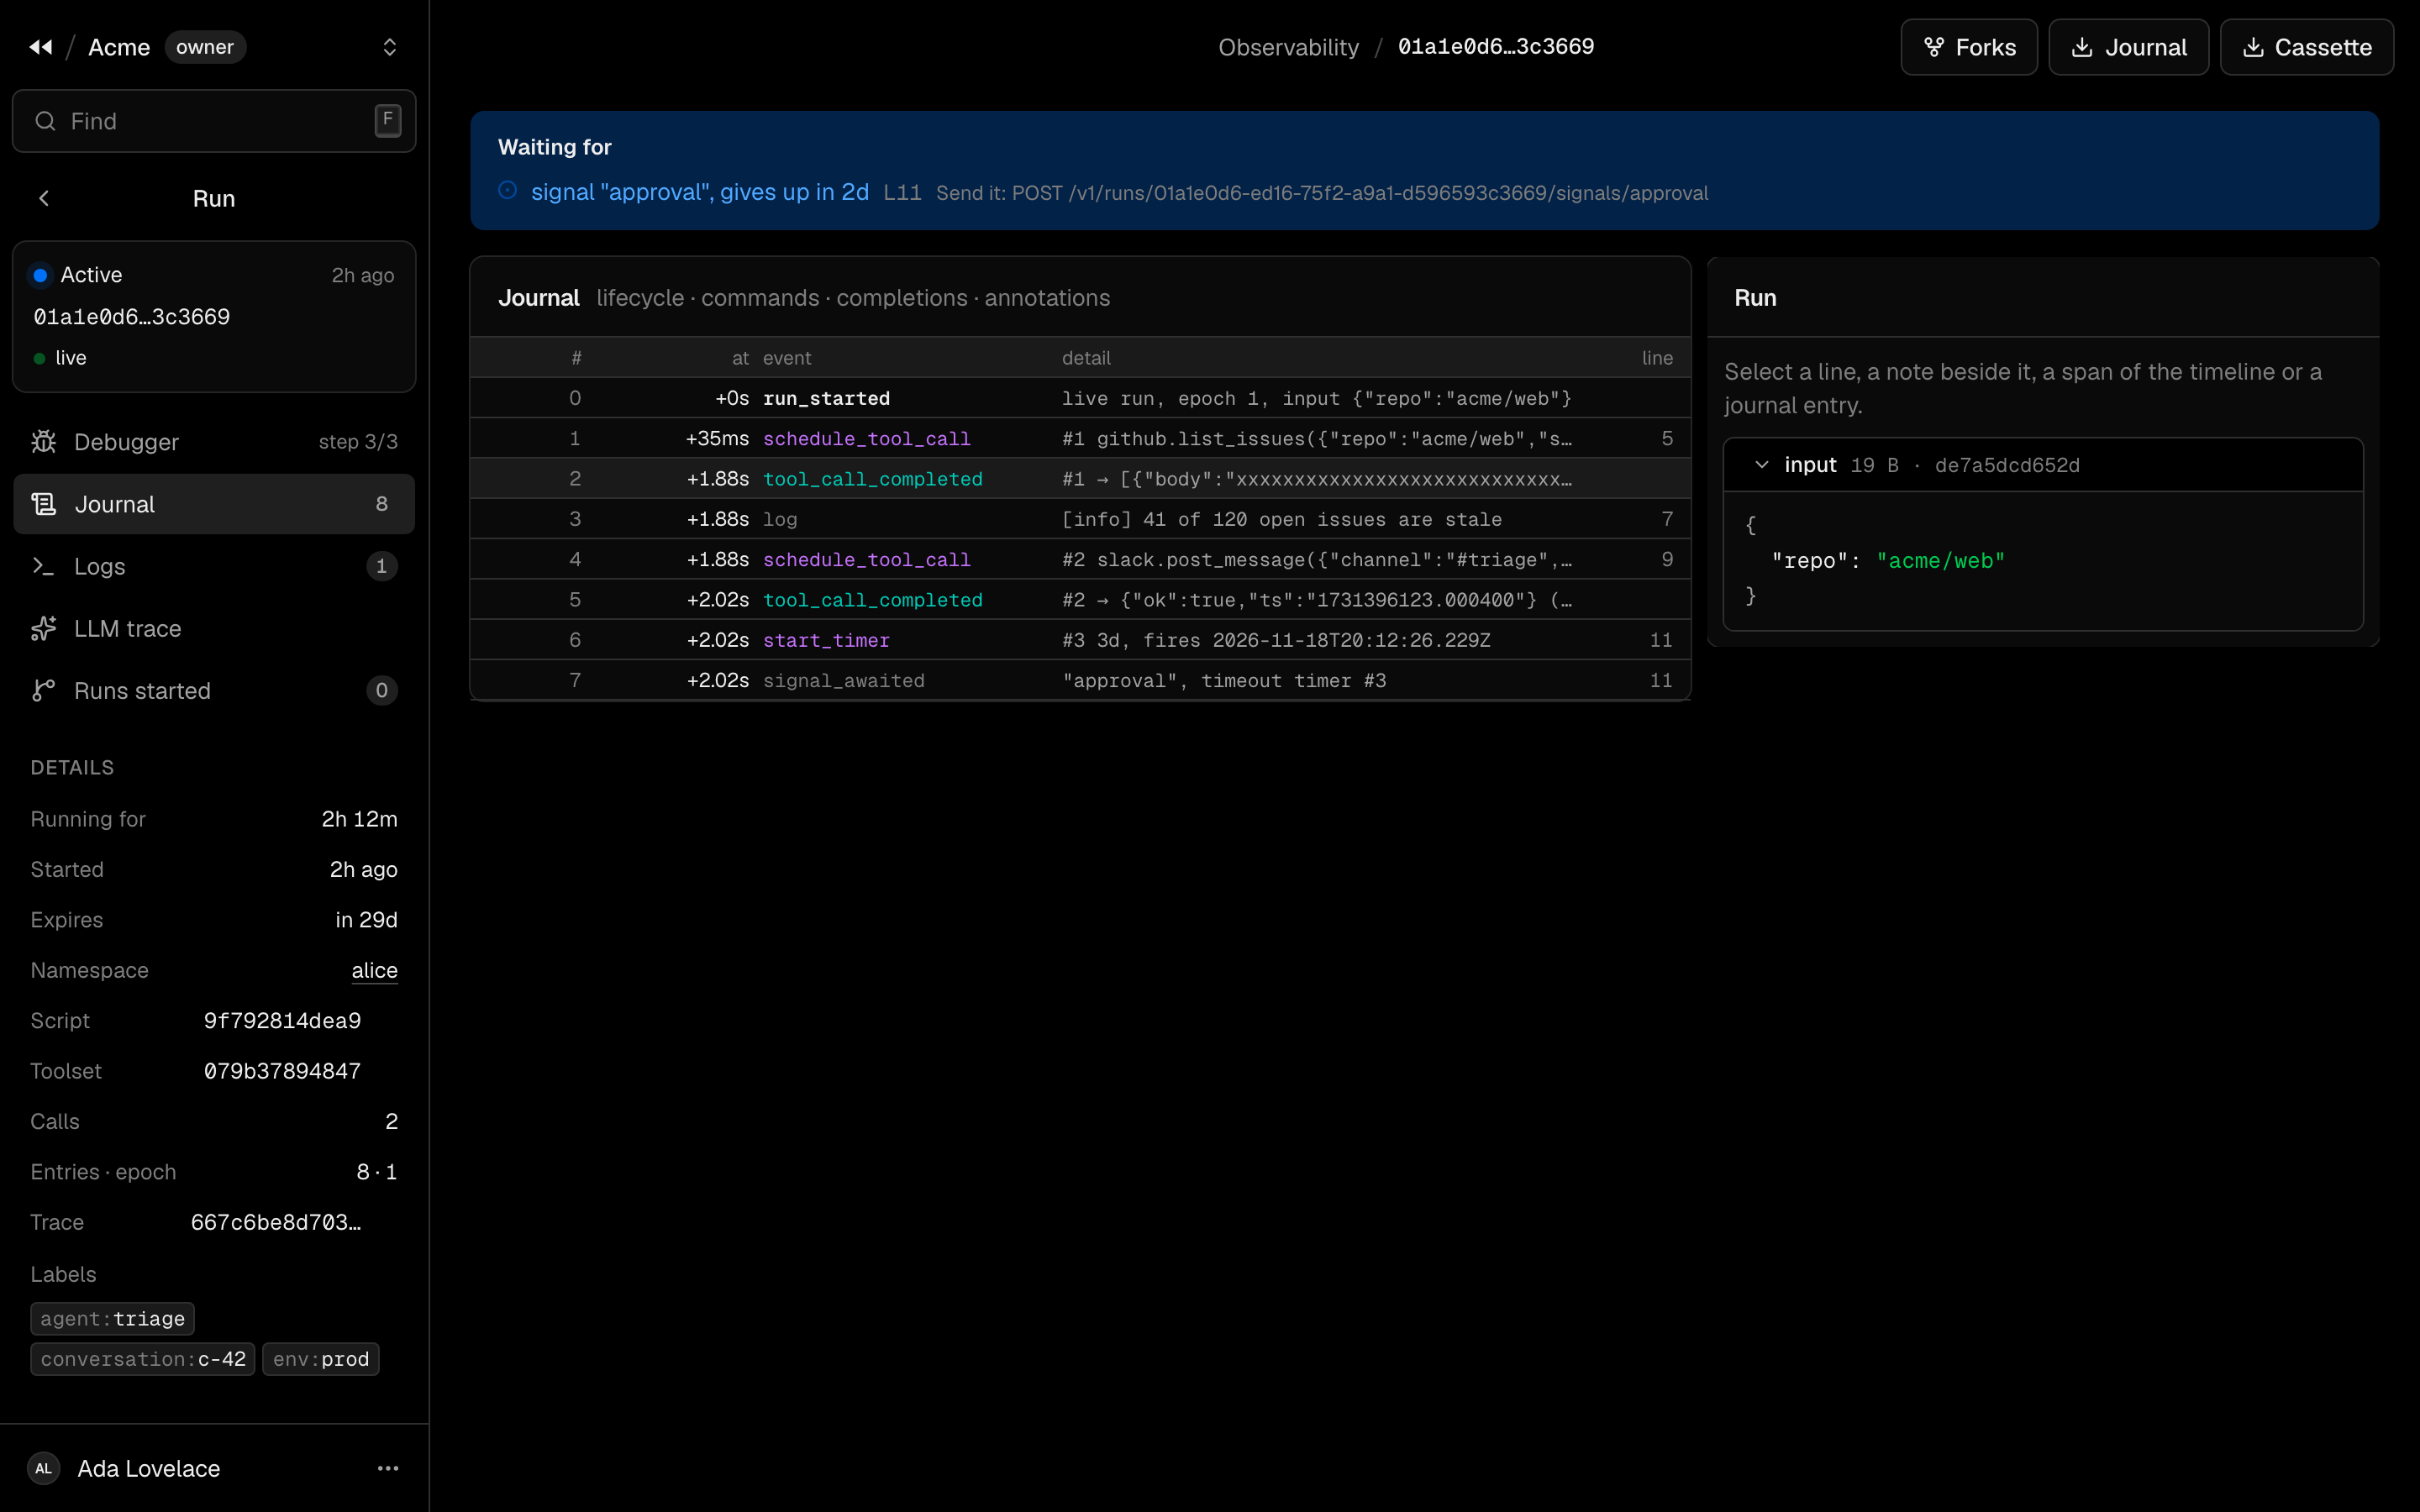 / Acme owner
Find F
Run
Active 2h ago
01a1e0d6…3c3669
live
Debugger step 3/3
Journal 8
Logs 1
LLM trace
Runs started 0
DETAILS
Running for 2h 12m
Started 2h ago
Expires in 29d
Namespace alice
Script 9f792814dea9
Toolset 079b37894847
Calls 2
Entries · epoch 8 · 1
Trace 667c6be8d703…
Labels
agent:triage
conversation:c-42 env:prod
AL Ada Lovelace
Observability / 01a1e0d6…3c3669
Forks Journal Cassette
Waiting for
signal "approval", gives up in 2d L11 Send it: POST /v1/runs/01a1e0d6-ed16-75f2-a9a1-d596593c3669/signals/approval
Journal lifecycle · commands · completions · annotations
# at event detail line
0 +0s run_started live run, epoch 1, input {"repo":"acme/web"}
1 +35ms schedule_tool_call #1 github.list_issues({"repo":"acme/web","s… 5
2 +1.88s tool_call_completed #1 → [{"body":"xxxxxxxxxxxxxxxxxxxxxxxxxxxx…
3 +1.88s log [info] 41 of 120 open issues are stale 7
4 +1.88s schedule_tool_call #2 slack.post_message({"channel":"#triage",… 9
5 +2.02s tool_call_completed #2 → {"ok":true,"ts":"1731396123.000400"} (…
6 +2.02s start_timer #3 3d, fires 2026-11-18T20:12:26.229Z 11
7 +2.02s signal_awaited "approval", timeout timer #3 11
Run
Select a line, a note beside it, a span of the timeline or a
journal entry.
input 19 B · de7a5dcd652d
{
"repo": "acme/web"
}